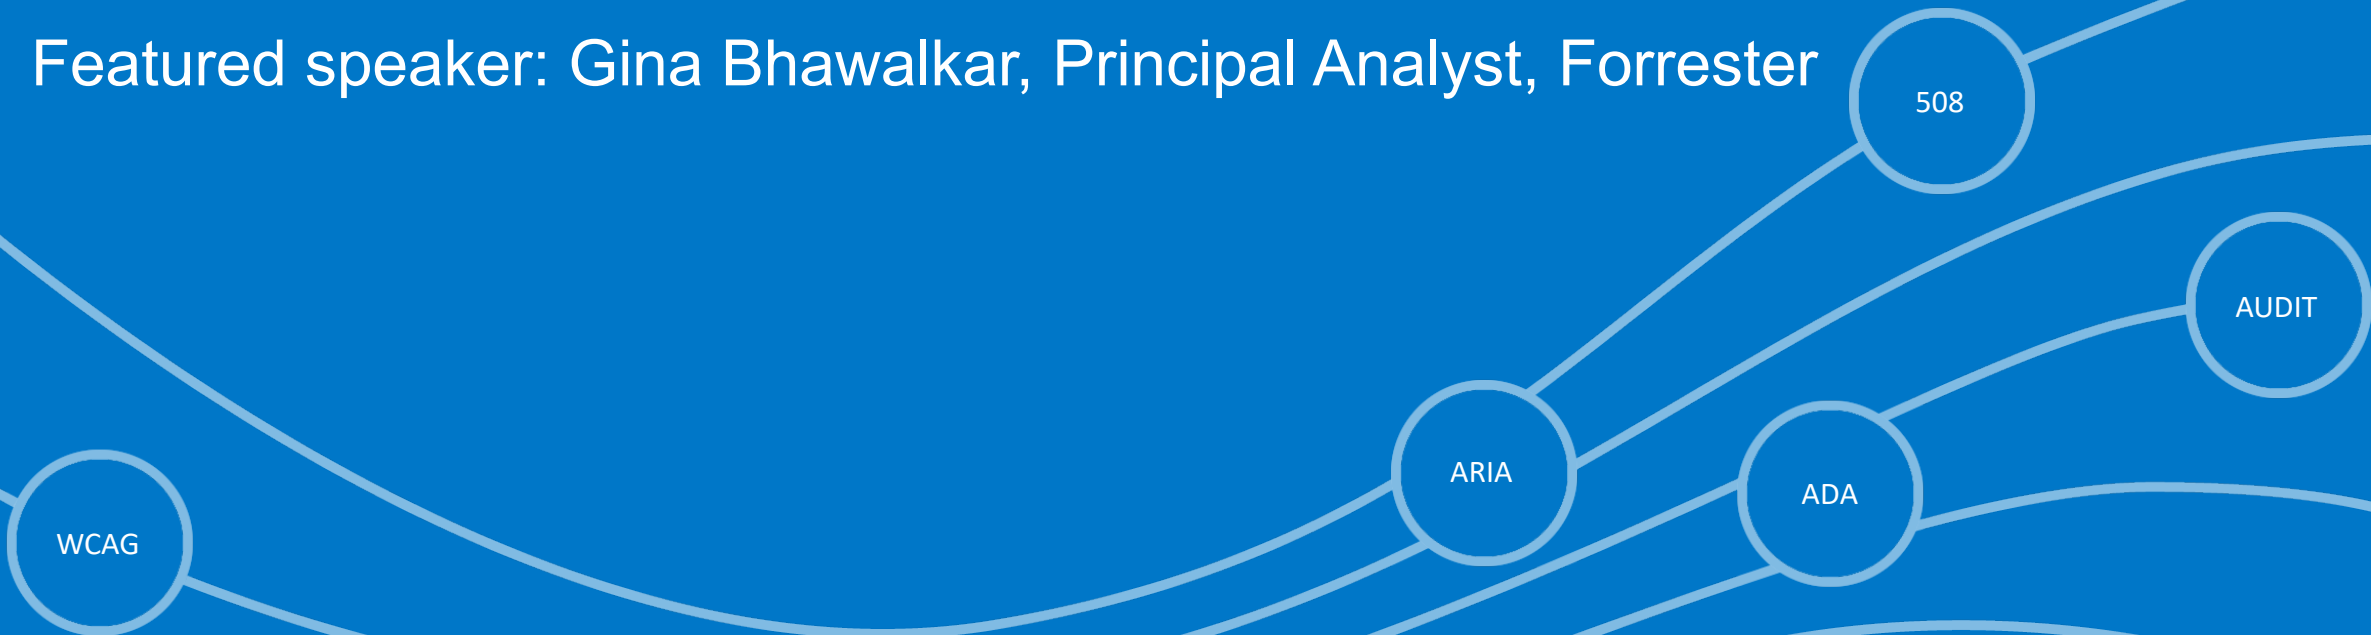 Featured speaker: Gina Bhawalkar, Principal Analyst, Forrester
508
AUDIT
ARIA
ADA
WCAG